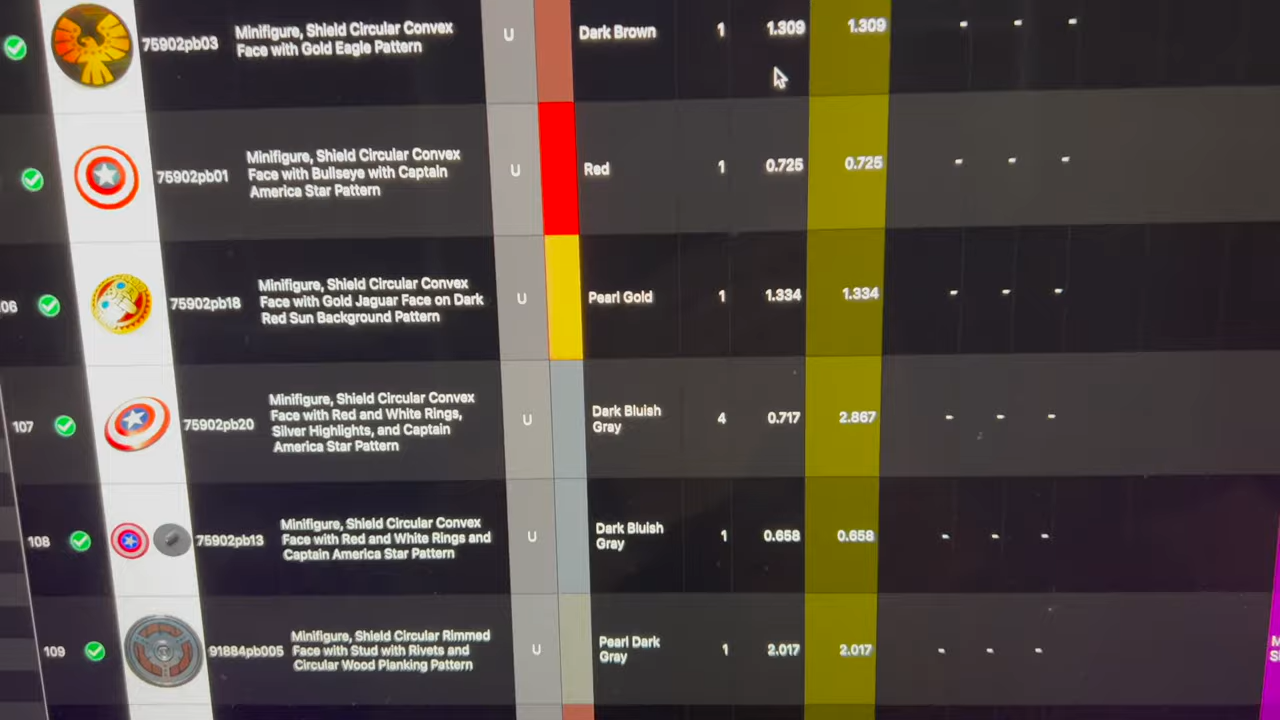 75902pb03 Minifigure, Shield Circular Convex
Face with Gold Eagle Pattern
U Dark Brown 1 1.309 1.309
75902pb01 Minifigure, Shield Circular Convex
Face with Bullseye with Captain
America Star Pattern
U Red 1 0.725 0.725
06 75902pb18 Minifigure, Shield Circular Convex
Face with Gold Jaguar Face on Dark
Red Sun Background Pattern
U Pearl Gold 1 1.334 1.334
107 75902pb20 Minifigure, Shield Circular Convex
Face with Red and White Rings,
Silver Highlights, and Captain
America Star Pattern
U Dark Bluish
Gray
4 0.717 2.867
108 75902pb13 Minifigure, Shield Circular Convex
Face with Red and White Rings and
Captain America Star Pattern
U Dark Bluish
Gray
1 0.658 0.658
109 91884pb005 Minifigure, Shield Circular Rimmed
Face with Stud with Rivets and
Circular Wood Planking Pattern
U Pearl Dark
Gray
1 2.017 2.017